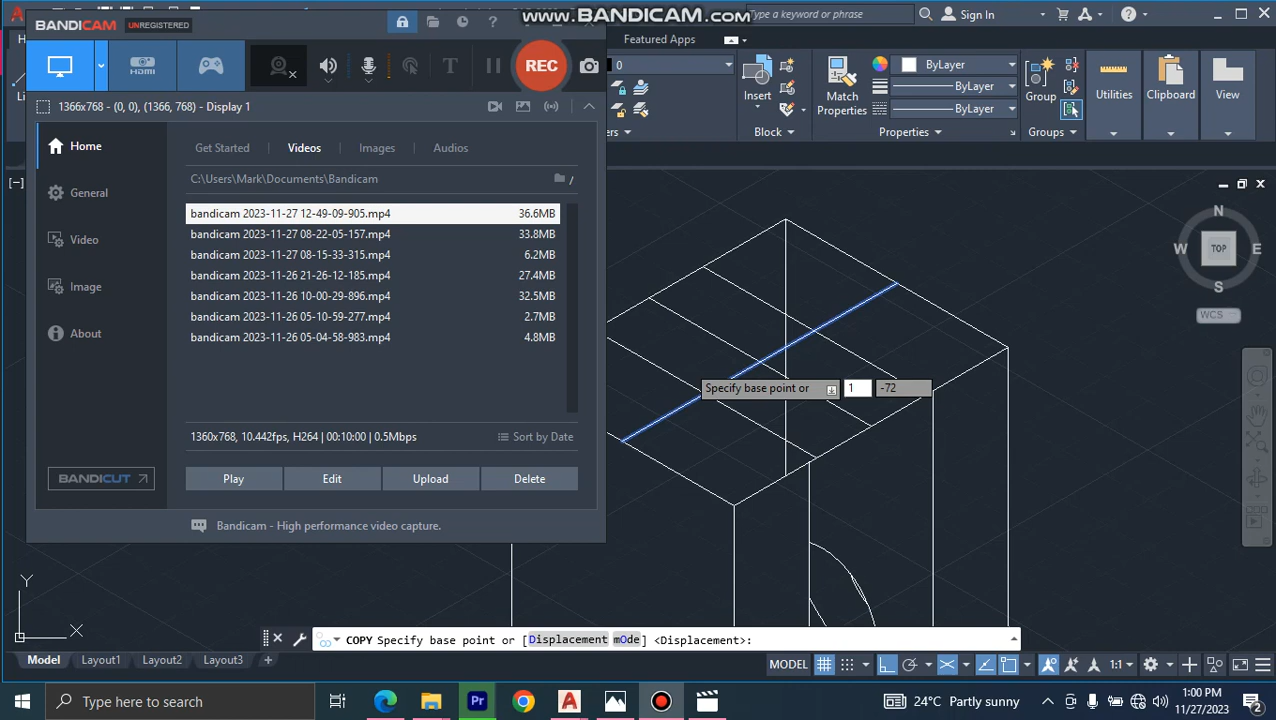 BANDICAM UNREGISTERED
www.BANDICAM.com
Type a keyword or phrase
Sign In
Featured Apps
HDMI
REC
0
Insert
Match
Properties
ByLayer
ByLayer
ByLayer
Group
Utilities
Clipboard
View
Block
Properties
Groups
1366x768 - (0, 0), (1366, 768) - Display 1
Home
General
Video
Image
About
BANDICUT
Get Started
Videos
Images
Audios
C:\Users\Mark\Documents\Bandicam
/
bandicam 2023-11-27 12-49-09-905.mp4 36.6MB
bandicam 2023-11-27 08-22-05-157.mp4 33.8MB
bandicam 2023-11-27 08-15-33-315.mp4 6.2MB
bandicam 2023-11-26 21-26-12-185.mp4 27.4MB
bandicam 2023-11-26 10-00-29-896.mp4 32.5MB
bandicam 2023-11-26 05-10-59-277.mp4 2.7MB
bandicam 2023-11-26 05-04-58-983.mp4 4.8MB
1360x768, 10.442fps, H264 | 00:10:00 | 0.5Mbps
Sort by Date
Play
Edit
Upload
Delete
Bandicam - High performance video capture.
N
W TOP E
S
WCS
Specify base point or 1 -72
Y
X
COPY Specify base point or [Displacement mOde] <Displacement>:
Model Layout1 Layout2 Layout3 +
MODEL
1:1
Type here to search
Pr
24°C Partly sunny
1:00 PM
11/27/2023
2